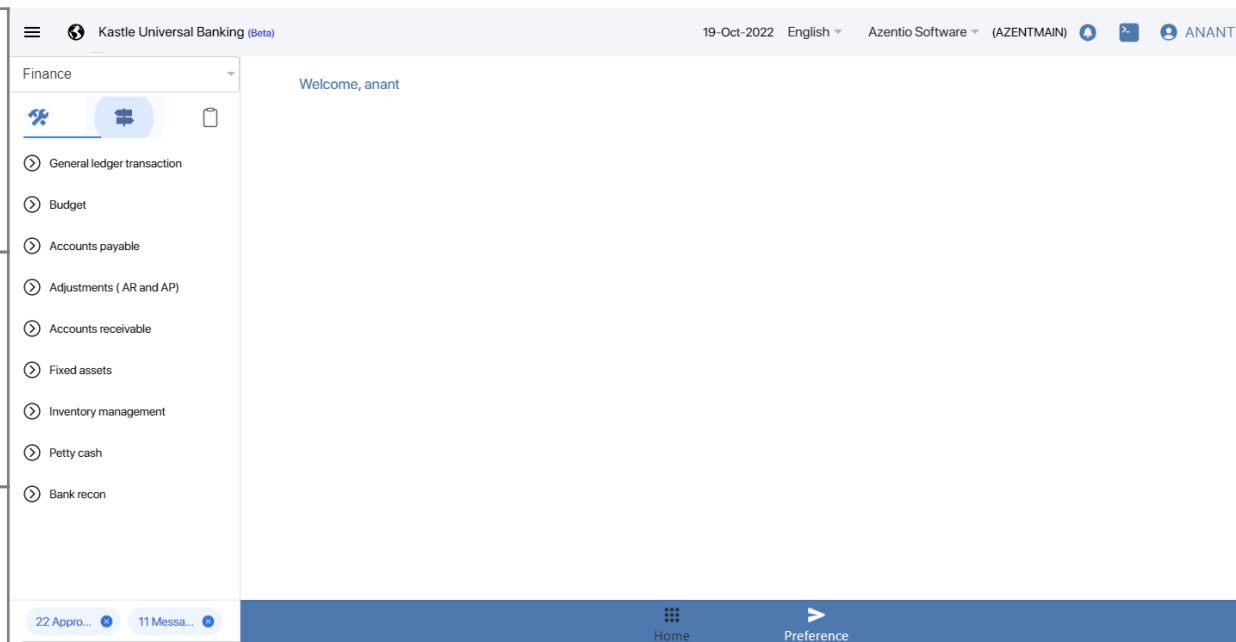 Kastle Universal Banking (Beta)
19-Oct-2022 English Azentio Software (AZENTMAIN) ANANT
Finance
Welcome, anant
General ledger transaction
Budget
Accounts payable
Adjustments ( AR and AP)
Accounts receivable
Fixed assets
Inventory management
Petty cash
Bank recon
22 Appro... 11 Messa...
Home Preference